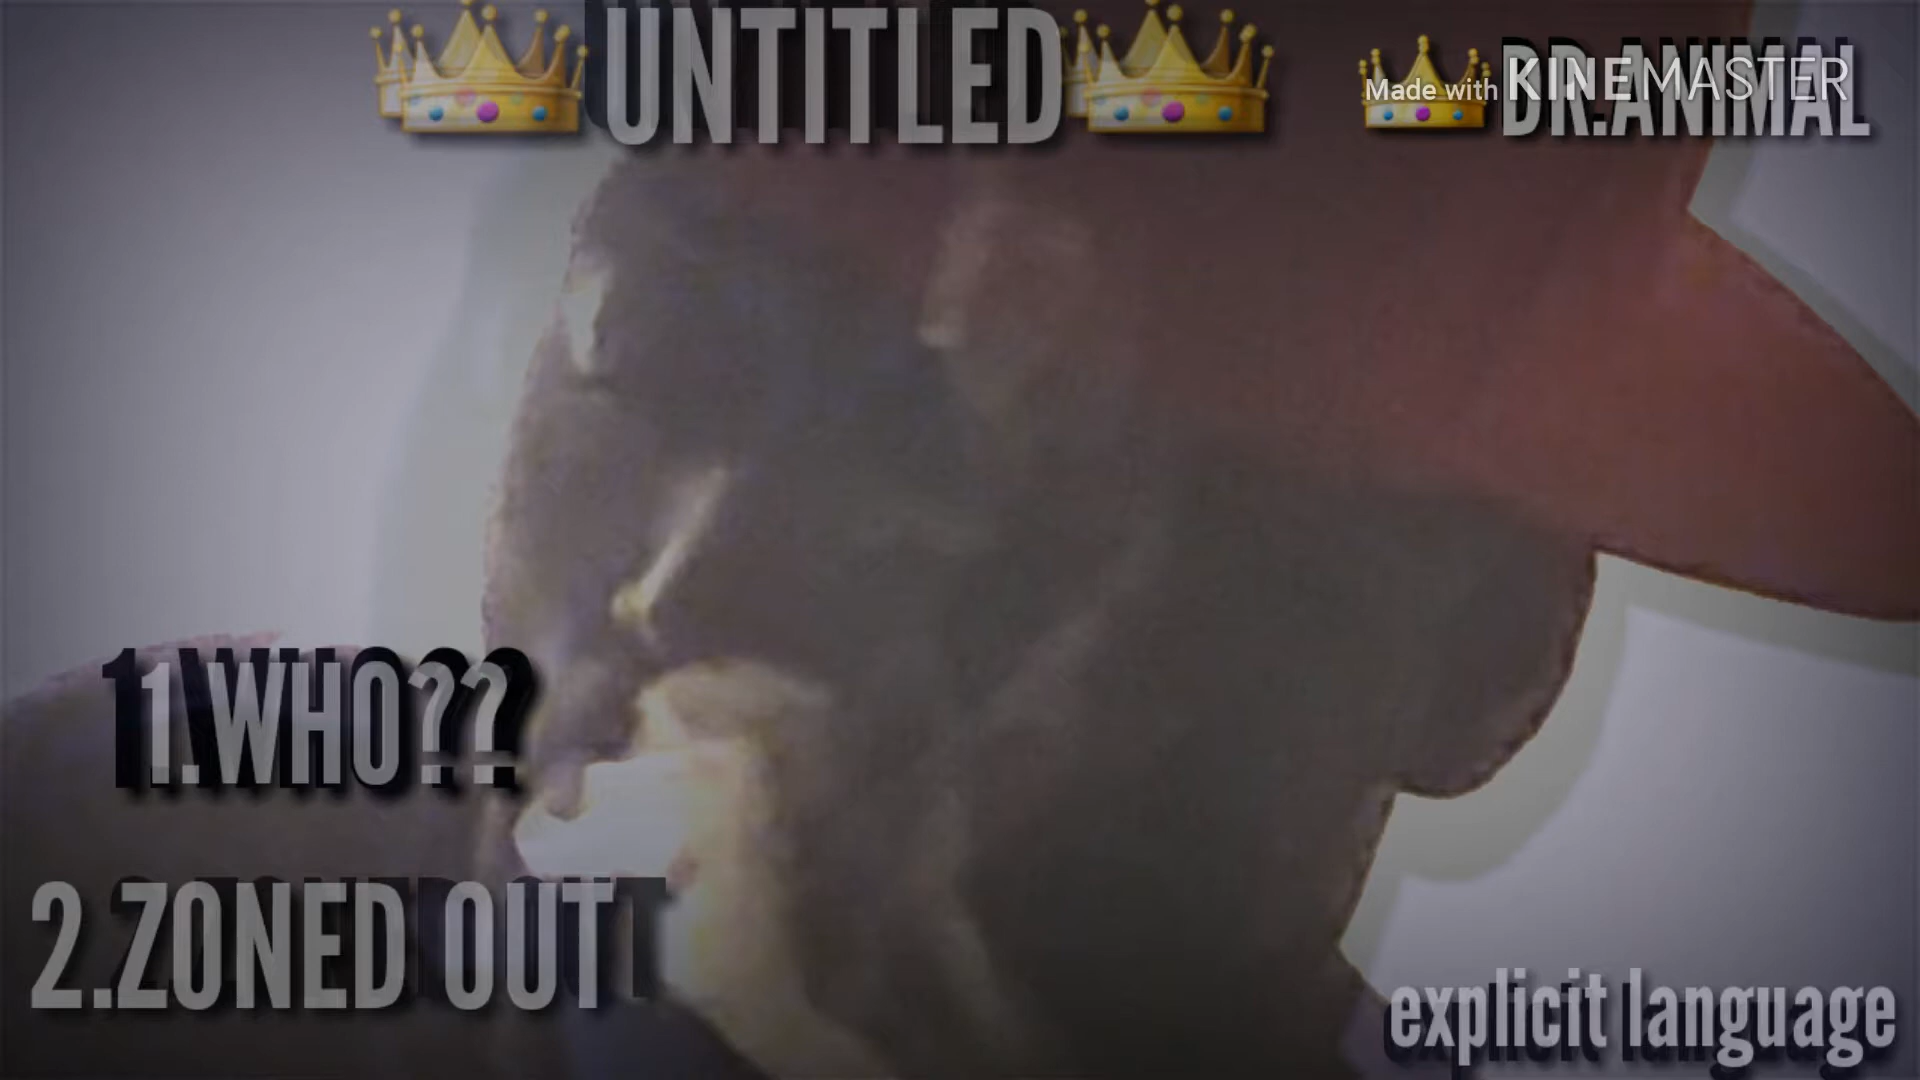 👑UNTITLED👑
👑DR.ANIMAL
Made with KINEMASTER
1.WHO??
2.ZONED OUT
explicit language